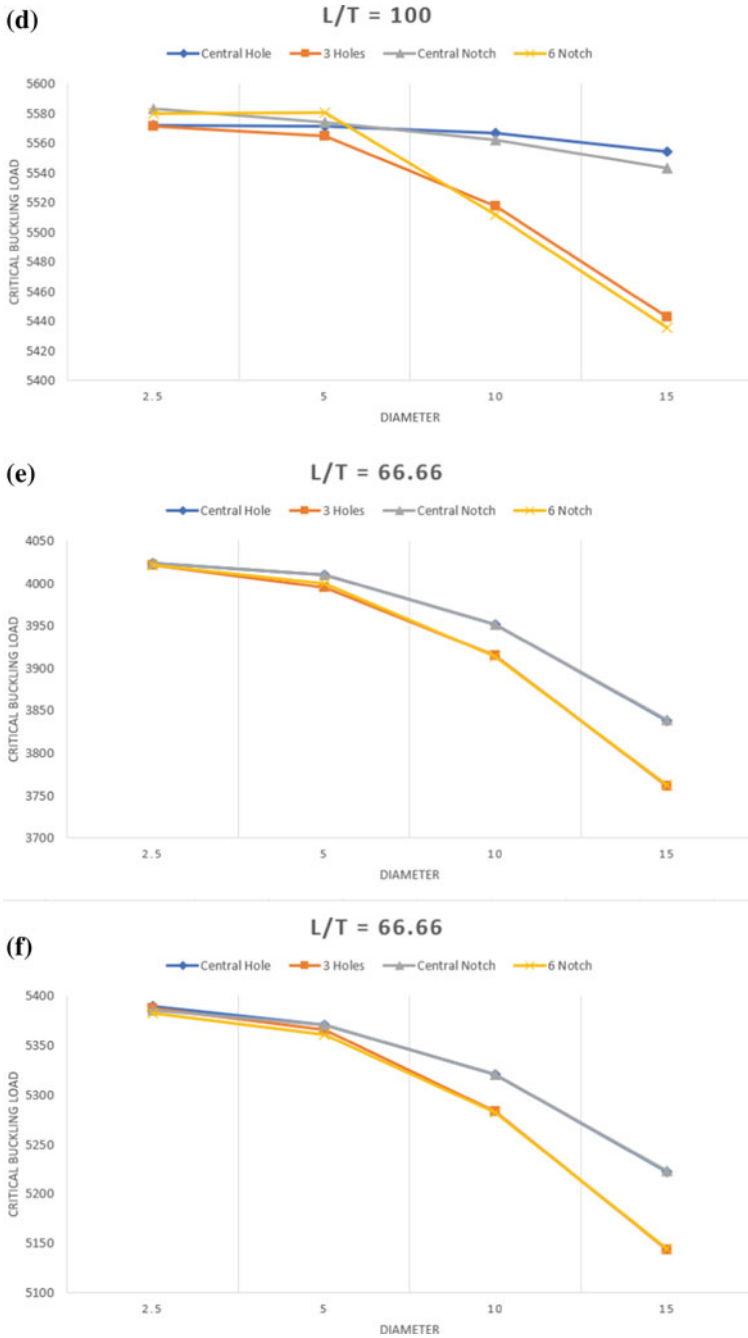 (d)
L/T = 100
Central Hole 3 Holes Central Notch 6 Notch
5600
5580
5560
5540
5520
5500
5480
5460
5440
5420
5400
CRITICAL BUCKLING LOAD
2.5 5 10 15
DIAMETER
(e)
L/T = 66.66
Central Hole 3 Holes Central Notch 6 Notch
4050
4000
3950
3900
3850
3800
3750
3700
CRITICAL BUCKLING LOAD
2.5 5 10 15
DIAMETER
(f)
L/T = 66.66
Central Hole 3 Holes Central Notch 6 Notch
5400
5350
5300
5250
5200
5150
5100
CRITICAL BUCKLING LOAD
2.5 5 10 15
DIAMETER